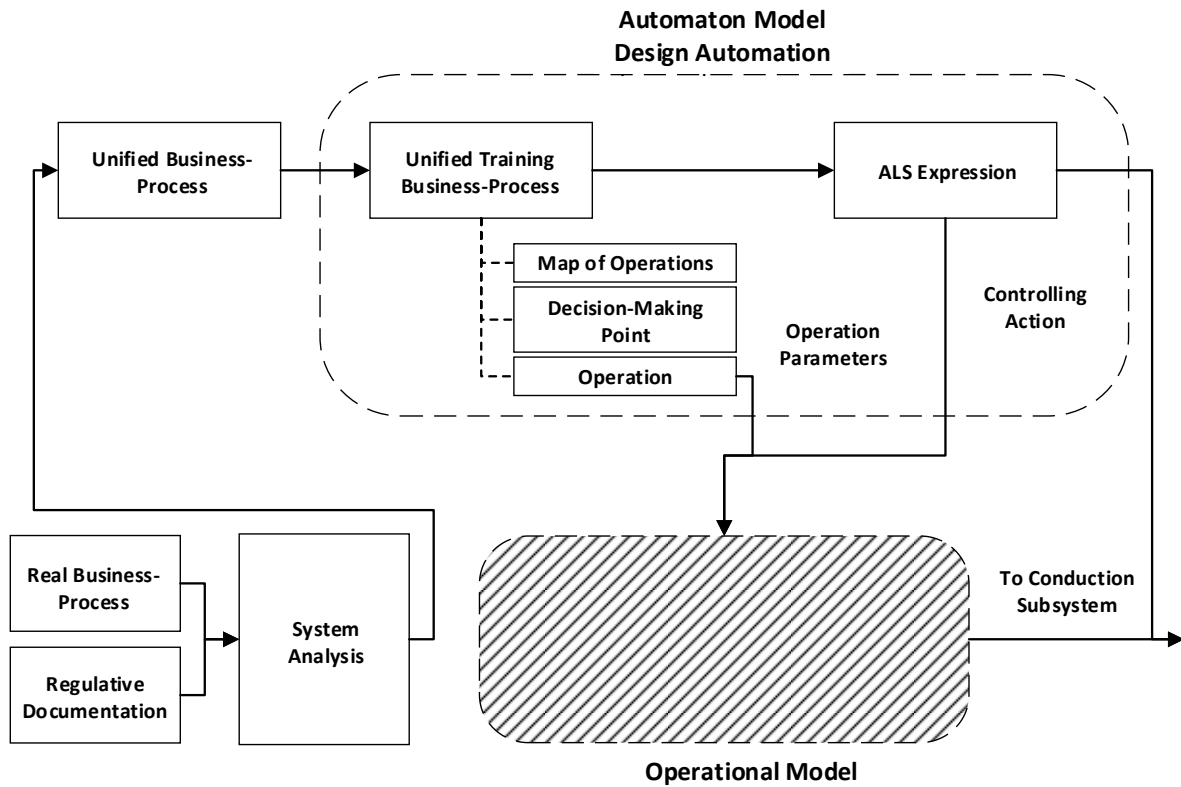 Automaton Model
Design Automation
Unified Business-
Process
Unified Training
Business-Process
ALS Expression
Map of Operations
Decision-Making
Point
Operation
Operation
Parameters
Controlling
Action
Real Business-
Process
Regulative
Documentation
System
Analysis
To Conduction
Subsystem
Operational Model